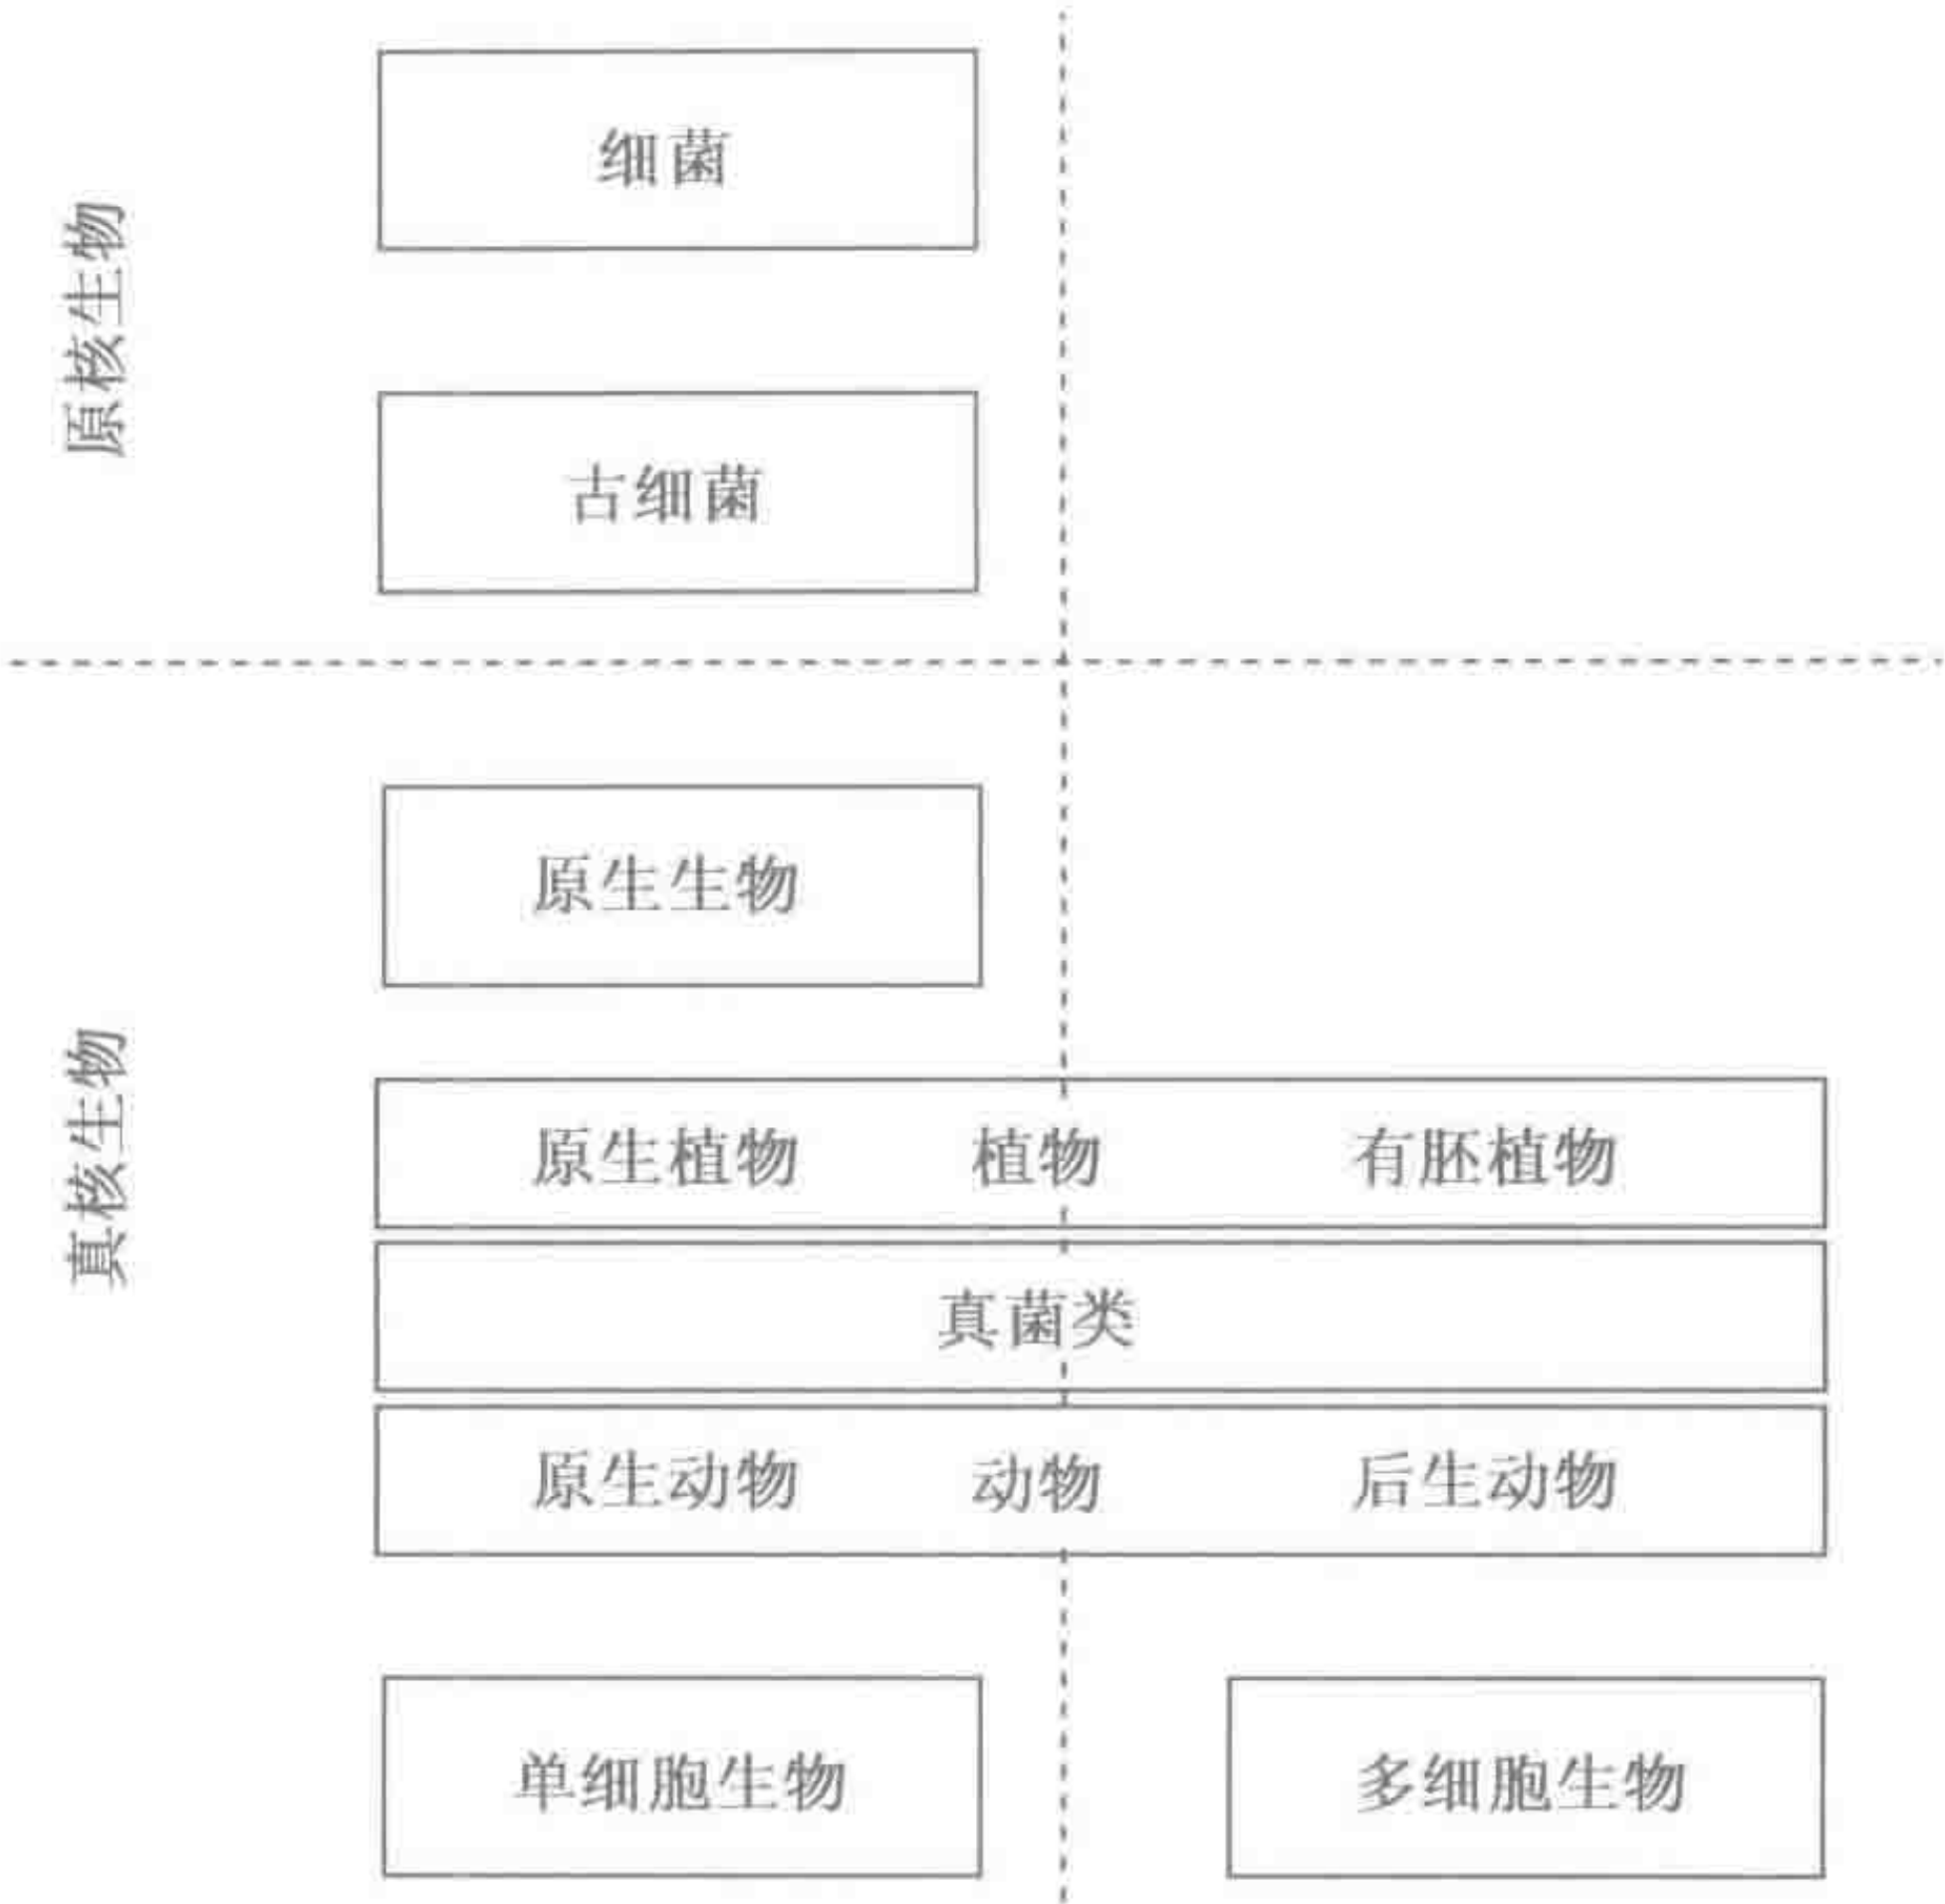 原核生物
细菌
古细菌
真核生物
原生生物
原生植物 植物 有胚植物
真菌类
原生动物 动物 后生动物
单细胞生物 多细胞生物